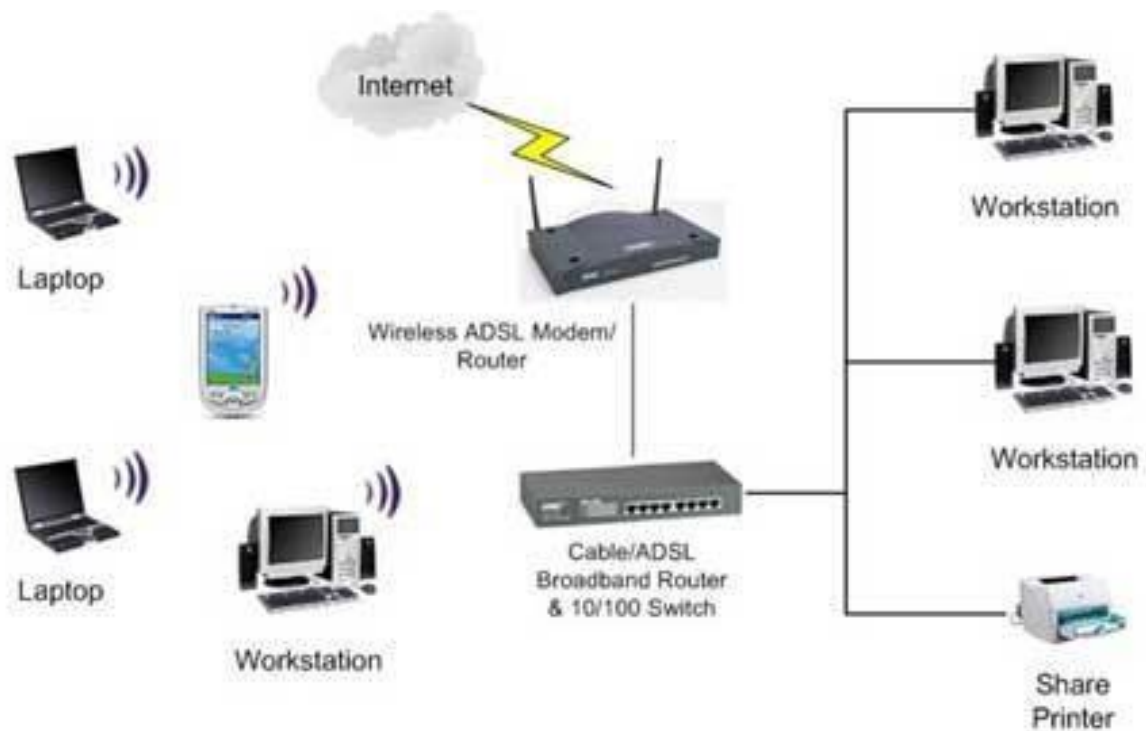 Internet
Workstation
Laptop
Wireless ADSL Modem/
Router
Workstation
Cable/ADSL
Broadband Router
& 10/100 Switch
Laptop
Workstation
Share
Printer